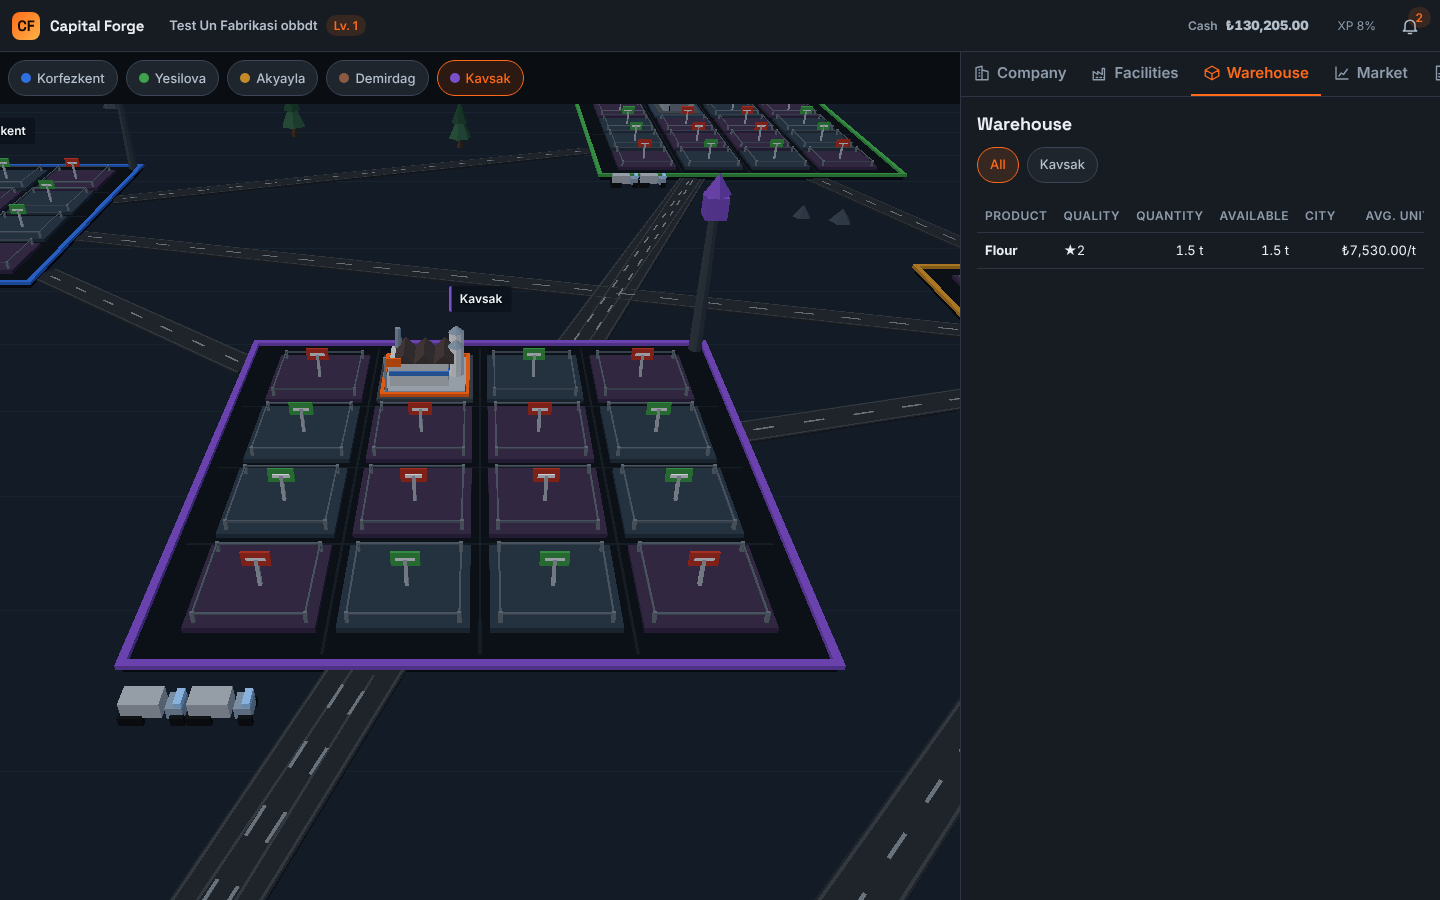 CF Capital Forge Test Un Fabrikasi obbdt Lv. 1 Cash ₺130,205.00 XP 8% 2
Korfezkent Yesilova Akyayla Demirdag Kavsak
Company Facilities Warehouse Market
kent
Kavsak
Warehouse
All Kavsak
PRODUCT QUALITY QUANTITY AVAILABLE CITY AVG. UNI
Flour ★2 1.5 t 1.5 t ₺7,530.00/t